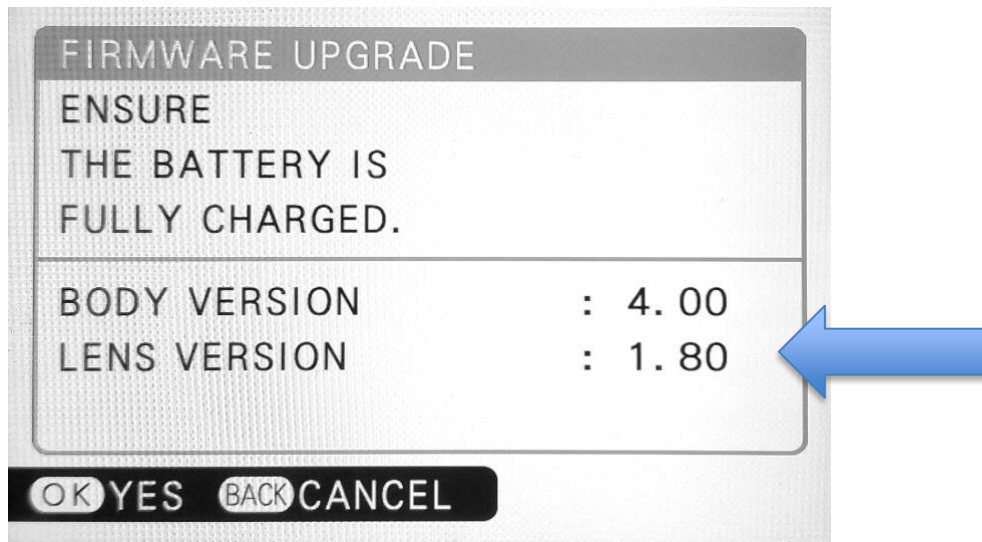 FIRMWARE UPGRADE
ENSURE
THE BATTERY IS
FULLY CHARGED.
BODY VERSION : 4.00
LENS VERSION : 1.80
OK YES BACK CANCEL